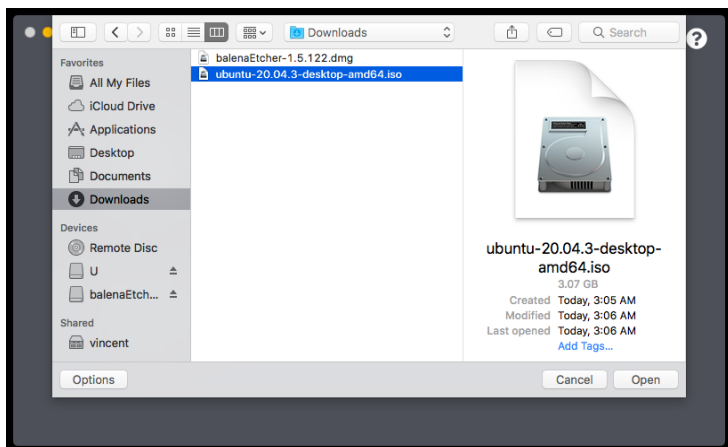 Downloads
Search
?
Favorites
All My Files
iCloud Drive
Applications
Desktop
Documents
Downloads
Devices
Remote Disc
U
balenaEtch...
Shared
vincent
balenaEtcher-1.5.122.dmg
ubuntu-20.04.3-desktop-amd64.iso
ubuntu-20.04.3-desktop-
amd64.iso
3.07 GB
Created Today, 3:05 AM
Modified Today, 3:06 AM
Last opened Today, 3:06 AM
Add Tags...
Options
Cancel
Open